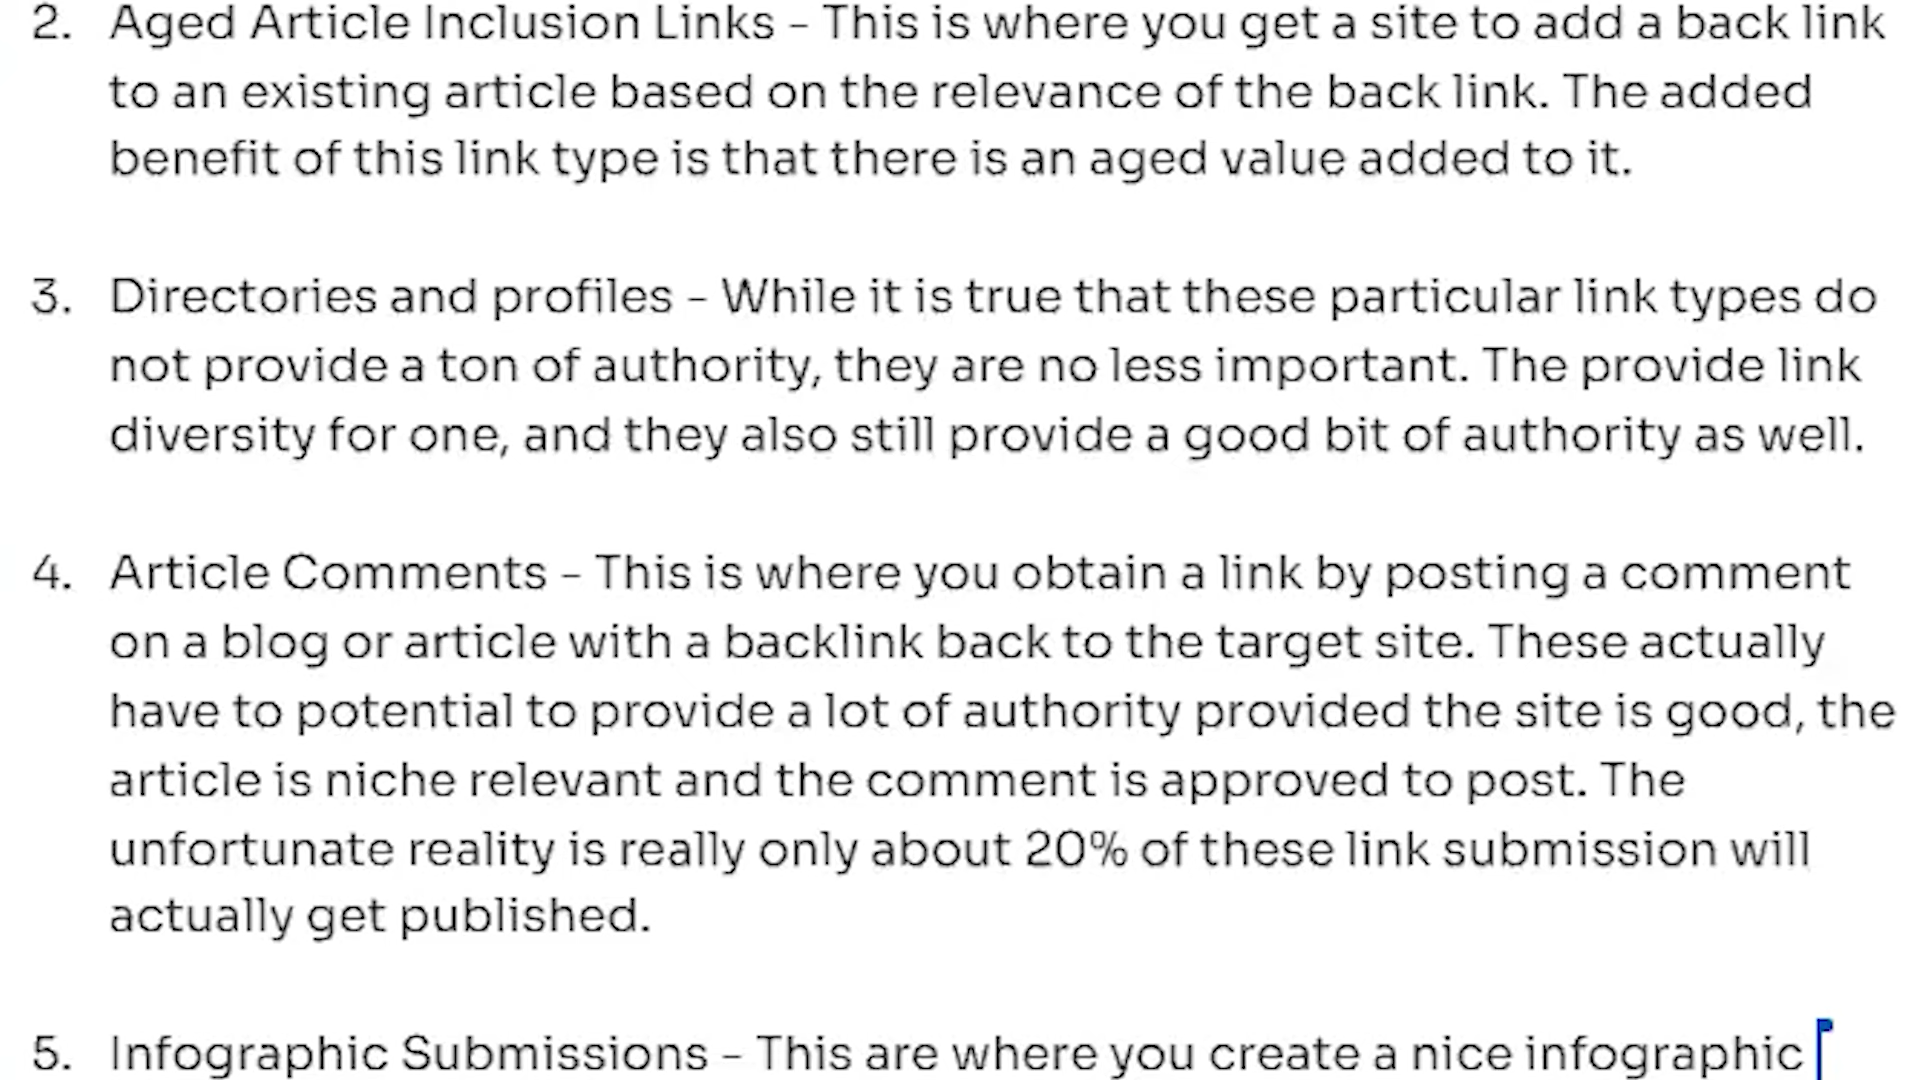 2. Aged Article Inclusion Links - This is where you get a site to add a back link
to an existing article based on the relevance of the back link. The added
benefit of this link type is that there is an aged value added to it.
3. Directories and profiles - While it is true that these particular link types do
not provide a ton of authority, they are no less important. The provide link
diversity for one, and they also still provide a good bit of authority as well.
4. Article Comments - This is where you obtain a link by posting a comment
on a blog or article with a backlink back to the target site. These actually
have to potential to provide a lot of authority provided the site is good, the
article is niche relevant and the comment is approved to post. The
unfortunate reality is really only about 20% of these link submission will
actually get published.
5. Infographic Submissions - This are where you create a nice infographic